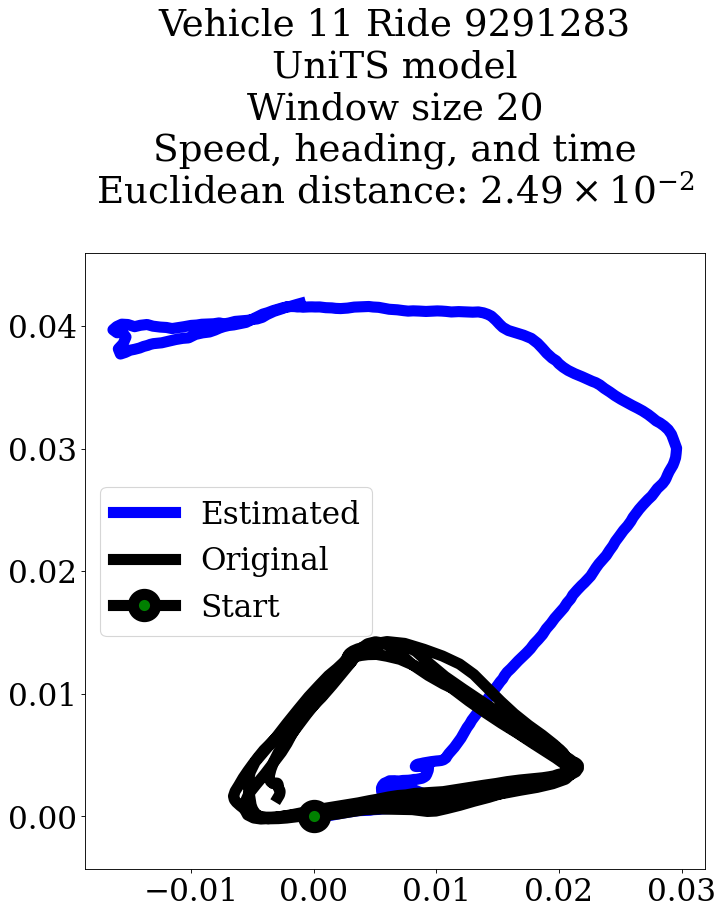 Vehicle 11 Ride 9291283
UniTS model
Window size 20
Speed, heading, and time
Euclidean distance: 2.49 × 10⁻²
0.04
0.03
Estimated
0.02
Original
Start
0.01
0.00
−0.01 0.00 0.01 0.02 0.03